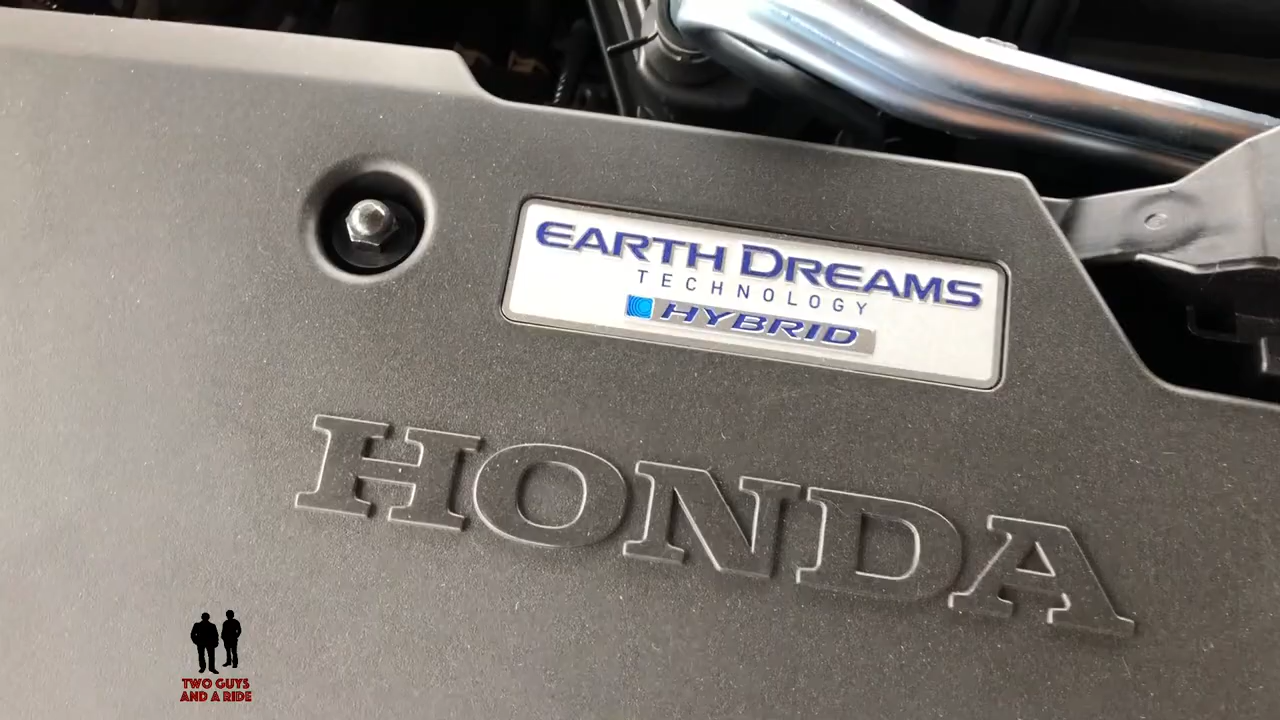 EARTH DREAMS
TECHNOLOGY
HYBRID
HONDA
TWO GUYS
AND A RIDE